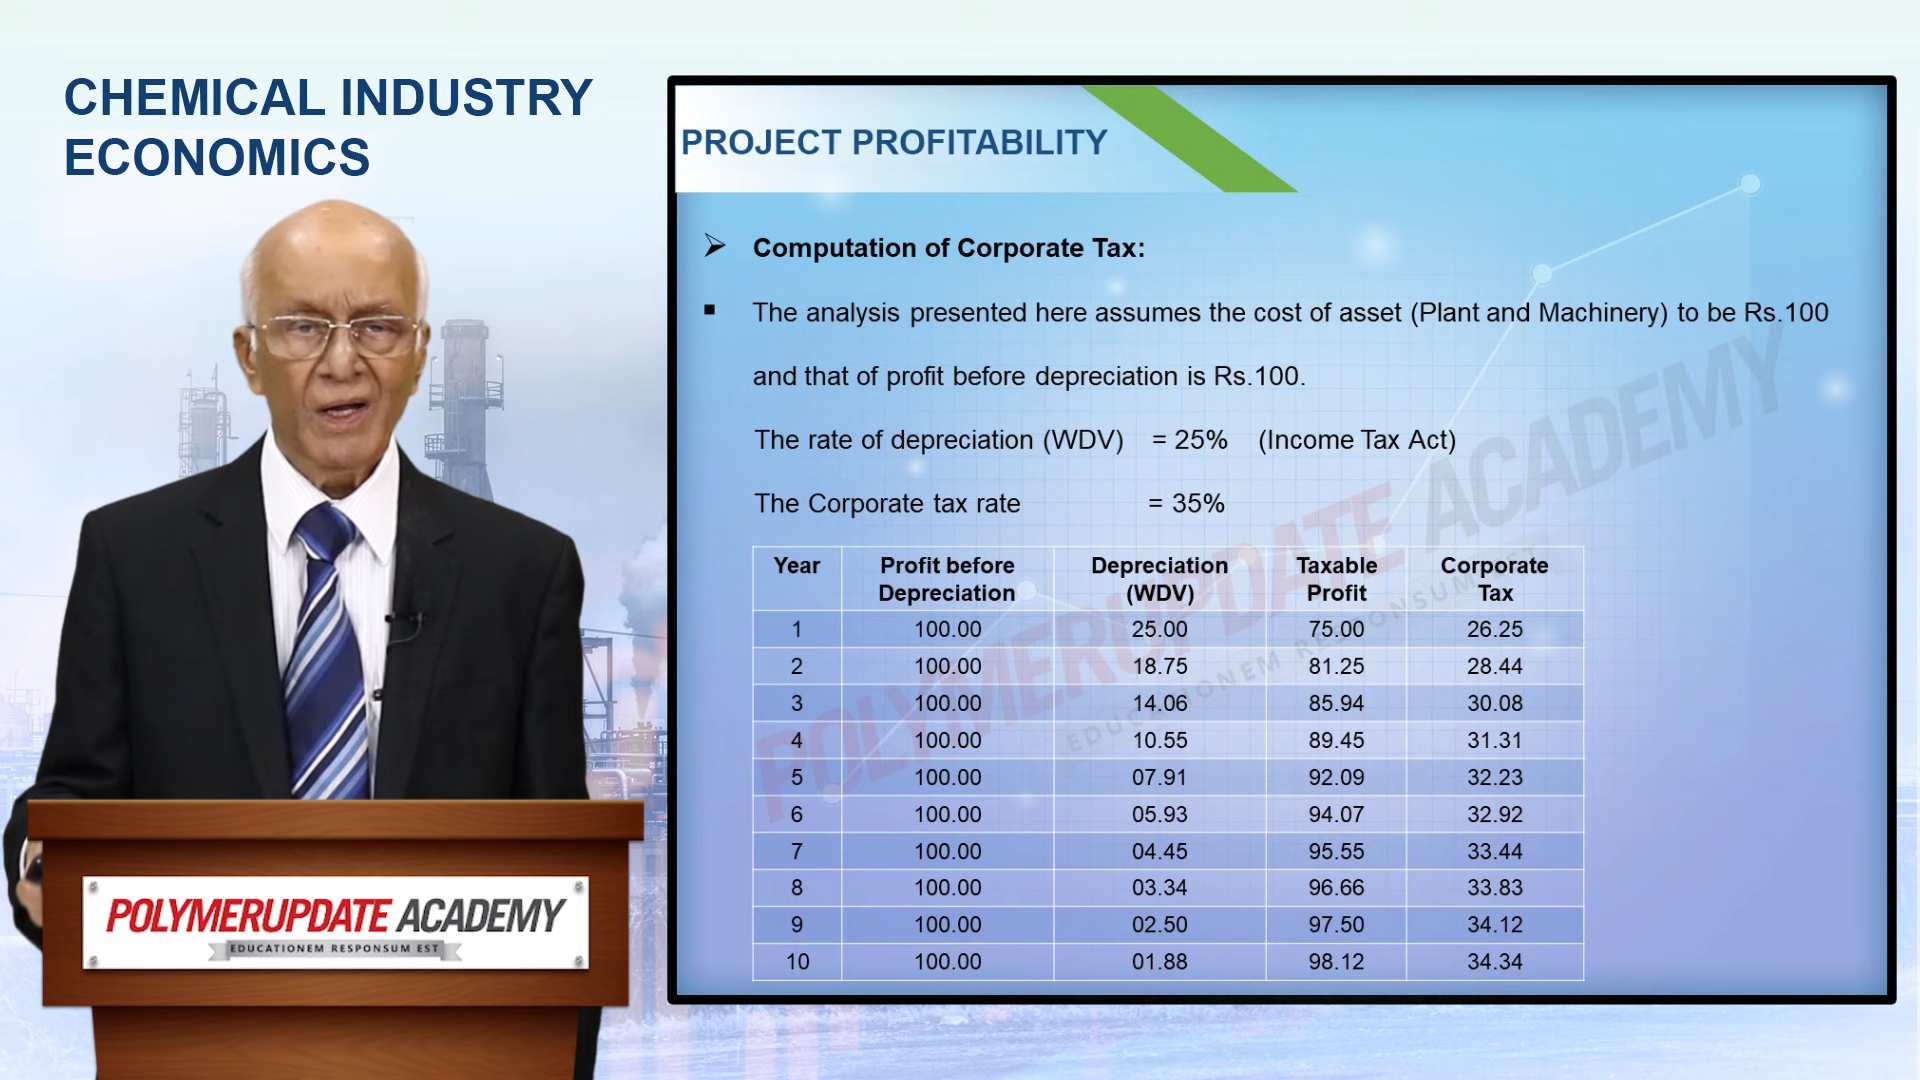 CHEMICAL INDUSTRY
ECONOMICS
PROJECT PROFITABILITY
➢ Computation of Corporate Tax:
▪ The analysis presented here assumes the cost of asset (Plant and Machinery) to be Rs.100
and that of profit before depreciation is Rs.100.
The rate of depreciation (WDV) = 25% (Income Tax Act)
The Corporate tax rate = 35%
Year Profit before Depreciation Depreciation (WDV) Taxable Profit Corporate Tax
1 100.00 25.00 75.00 26.25
2 100.00 18.75 81.25 28.44
3 100.00 14.06 85.94 30.08
4 100.00 10.55 89.45 31.31
5 100.00 07.91 92.09 32.23
6 100.00 05.93 94.07 32.92
7 100.00 04.45 95.55 33.44
8 100.00 03.34 96.66 33.83
9 100.00 02.50 97.50 34.12
10 100.00 01.88 98.12 34.34
POLYMERUPDATE ACADEMY
EDUCATIONEM RESPONSUM EST
POLYMERUPDATE ACADEMY
EDUCATIONEM RESPONSUM EST